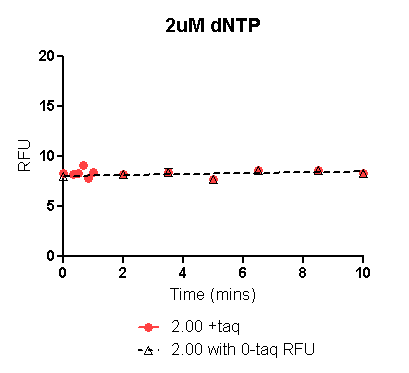 2uM dNTP
20
15
10
5
0
RFU
0 2 4 6 8 10
Time (mins)
2.00 +taq
2.00 with 0-taq RFU